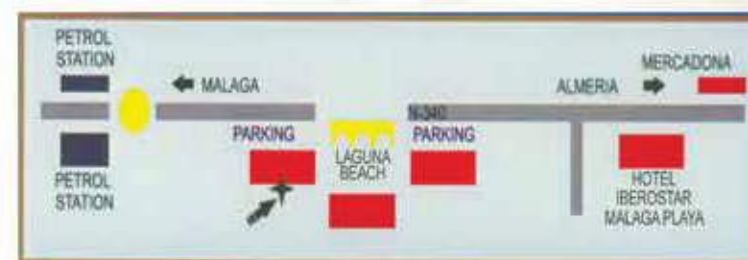 PETROL
STATION
MALAGA
ALMERIA
MERCADONA
N-340
PARKING
LAGUNA
BEACH
PARKING
PETROL
STATION
HOTEL
IBEROSTAR
MALAGA PLAYA